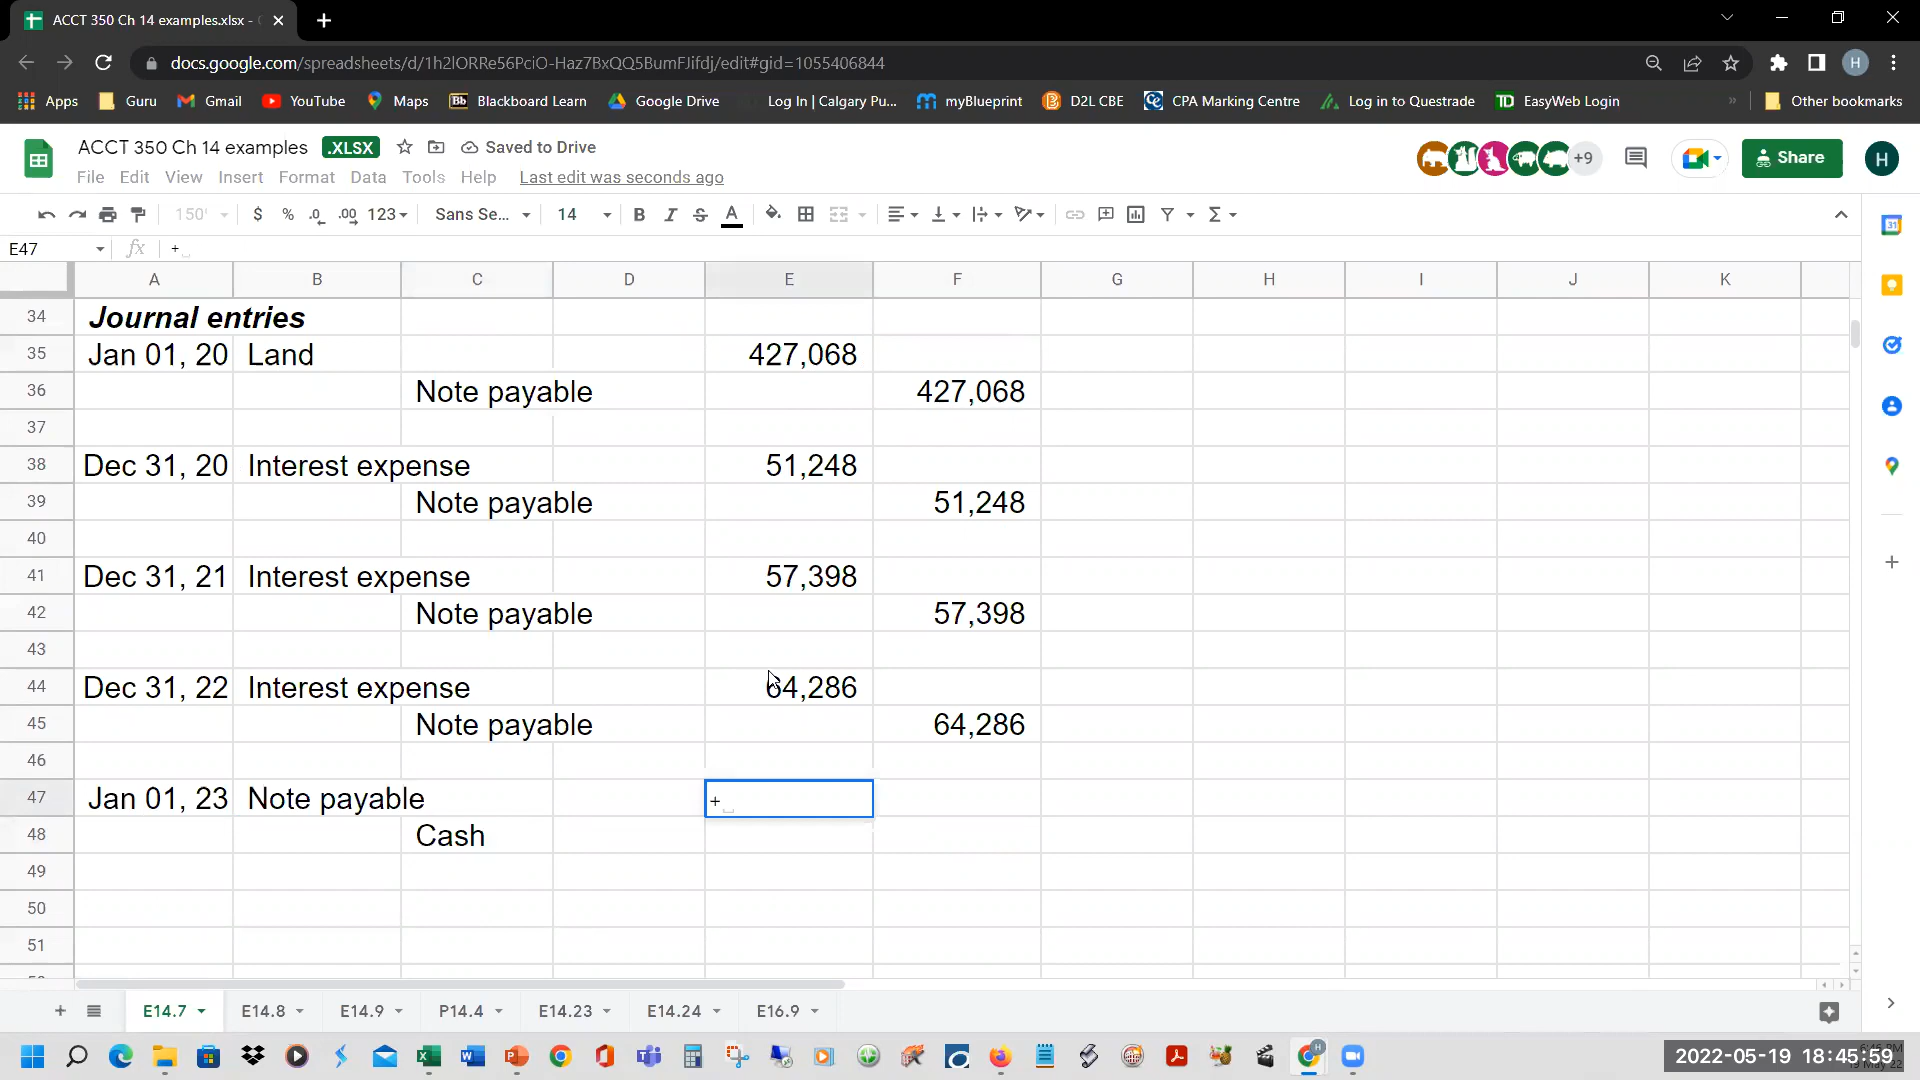 ACCT 350 Ch 14 examples.xlsx -
docs.google.com/spreadsheets/d/1h2lORRe56PciO-Haz7BxQQ5BumFJifdj/edit#gid=1055406844
Apps Guru Gmail YouTube Maps Blackboard Learn Google Drive Log In | Calgary Pu... myBlueprint D2L CBE CPA Marking Centre Log in to Questrade EasyWeb Login » Other bookmarks
ACCT 350 Ch 14 examples .XLSX Saved to Drive +9 Share H
File Edit View Insert Format Data Tools Help Last edit was seconds ago
$ % .0 .00 123 Sans Se... 14 B I S A
E47 fx +
A B C D E F G H I J K
34 Journal entries
35 Jan 01, 20 Land 427,068
36 Note payable 427,068
37
38 Dec 31, 20 Interest expense 51,248
39 Note payable 51,248
40
41 Dec 31, 21 Interest expense 57,398
42 Note payable 57,398
43
44 Dec 31, 22 Interest expense 64,286
45 Note payable 64,286
46
47 Jan 01, 23 Note payable +
48 Cash
49
50
51
E14.7 E14.8 E14.9 P14.4 E14.23 E14.24 E16.9
2022-05-19 18:45:59